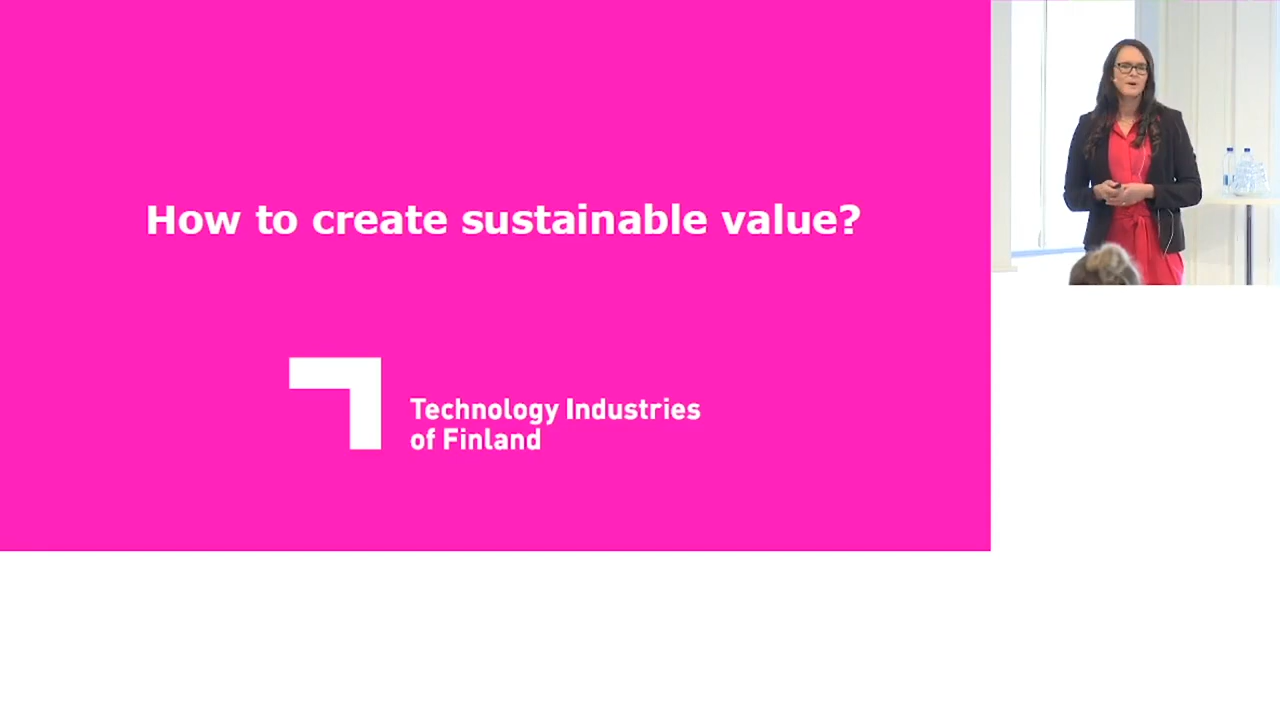 How to create sustainable value?
Technology Industries
of Finland